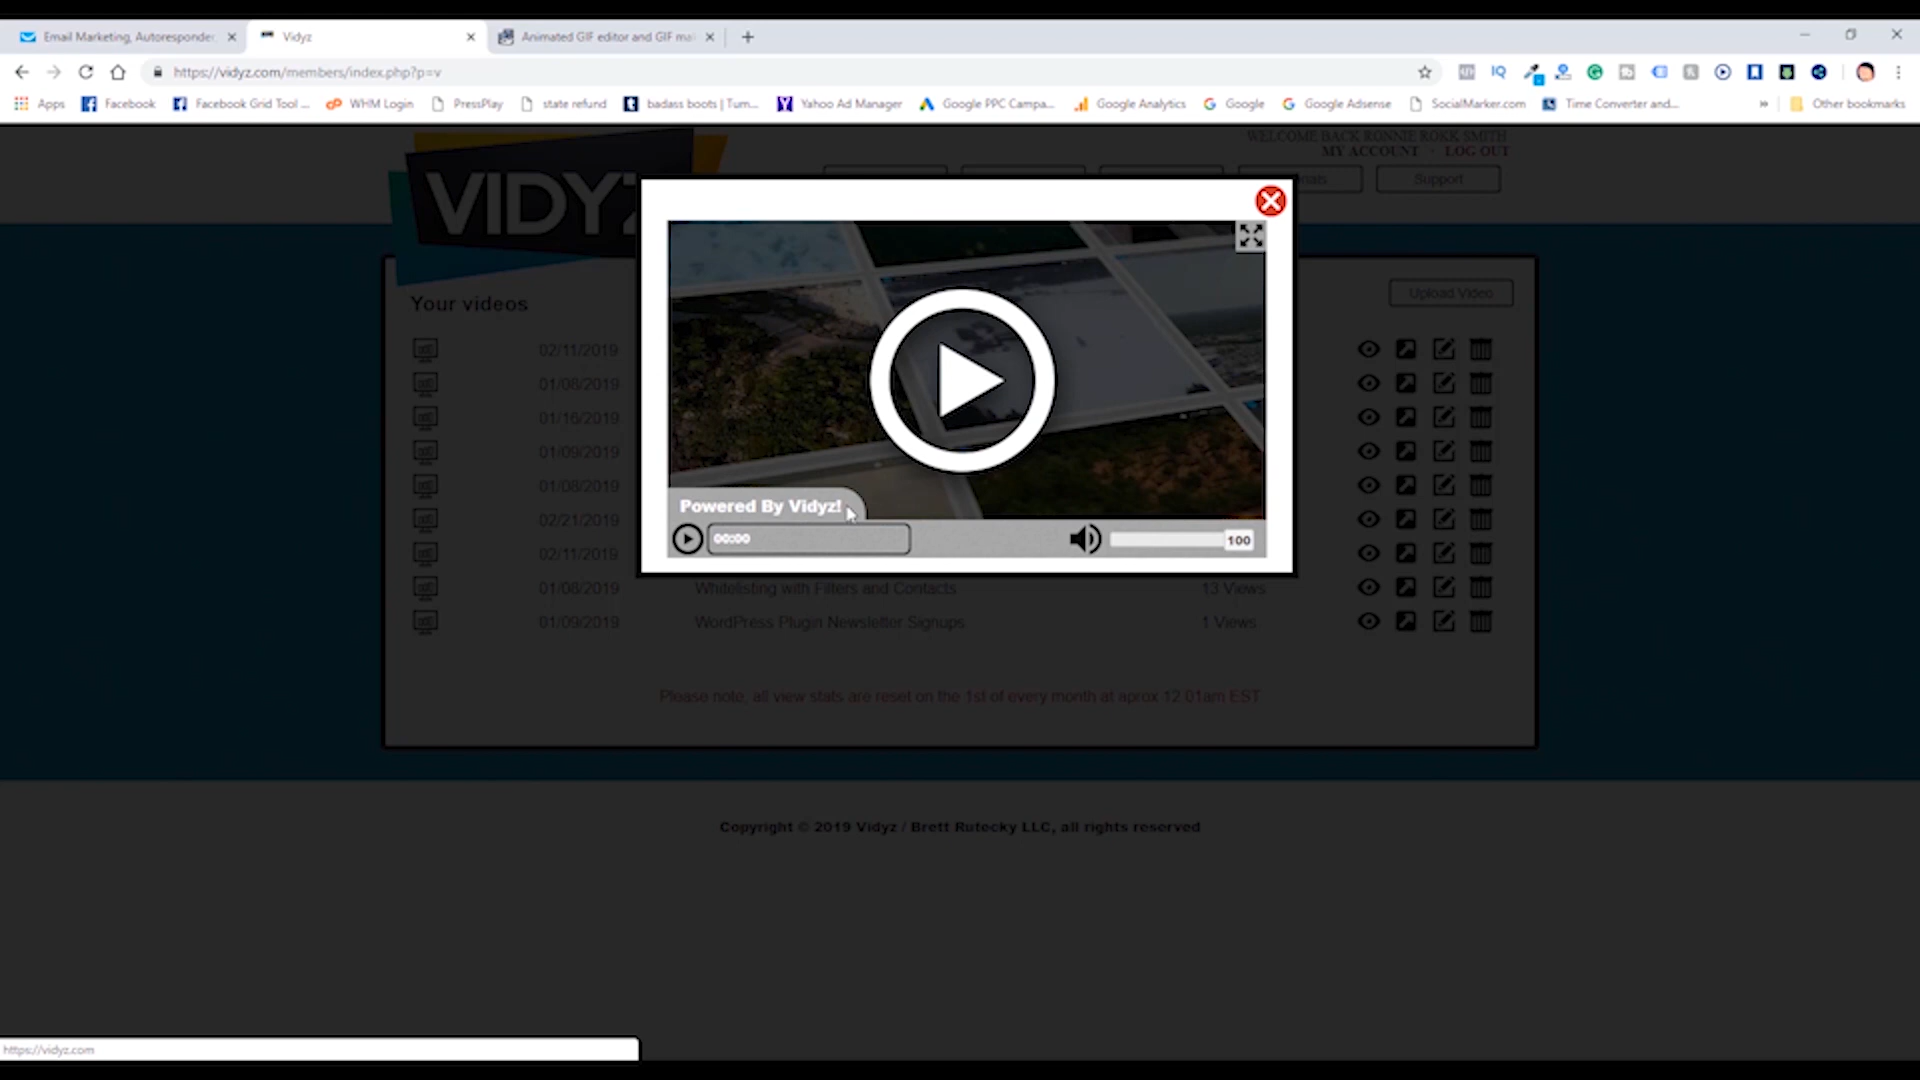 Email Marketing, Autoresponder
Vidyz
Animated GIF editor and GIF ma
https://vidyz.com/members/index.php?p=v
IQ
Apps
Facebook
Facebook Grid Tool ...
WHM Login
PressPlay
state refund
badass boots | Tum...
Yahoo Ad Manager
Google PPC Campa...
Google Analytics
Google
Google Adsense
SocialMarker.com
Time Converter and...
»
Other bookmarks
WELCOME BACK RONNIE ROKK SMITH
MY ACCOUNT · LOG OUT
Support
VIDYZ
Your videos
Upload Video
02/11/2019
01/08/2019
01/16/2019
01/09/2019
01/08/2019
02/21/2019
02/11/2019
Powered By Vidyz!
00:00
100
01/08/2019 Whitelisting with Filters and Contacts 13 Views
01/09/2019 WordPress Plugin Newsletter Signups 1 Views
Please note, all view stats are reset on the 1st of every month at aprox 12.01am EST
Copyright © 2019 Vidyz / Brett Rutecky LLC, all rights reserved
https://vidyz.com